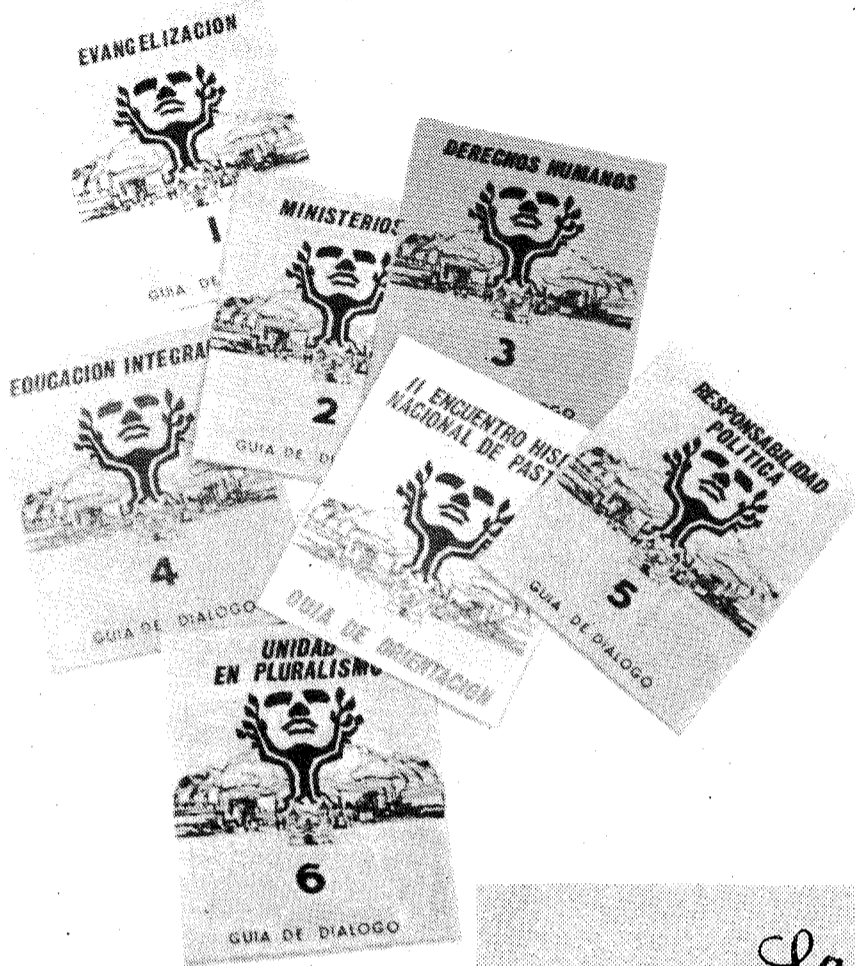 EVANGELIZACION
1
GUIA DE
MINISTERIOS
2
GUIA DE
DERECHOS HUMANOS
3
EDUCACION INTEGRA
4
GUIA DE DIALOGO
II ENCUENTRO HIS
NACIONAL DE PAST
GUIA DE ORIENTACION
RESPONSABILIDAD
POLITICA
5
GUIA DE DIALOGO
UNIDAD
EN PLURALISMO
6
GUIA DE DIALOGO